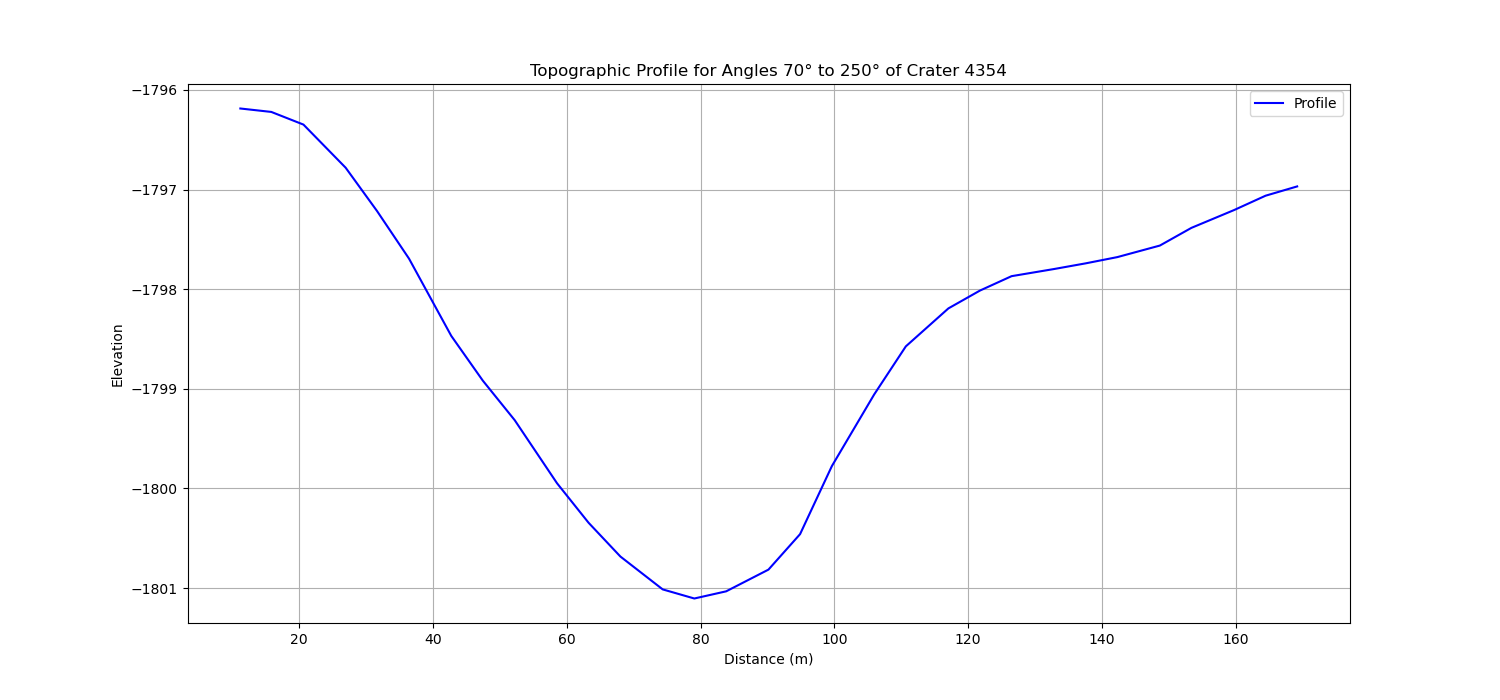 Topographic Profile for Angles 70° to 250° of Crater 4354
Profile
−1796
−1797
−1798
−1799
−1800
−1801
Elevation
20 40 60 80 100 120 140 160
Distance (m)